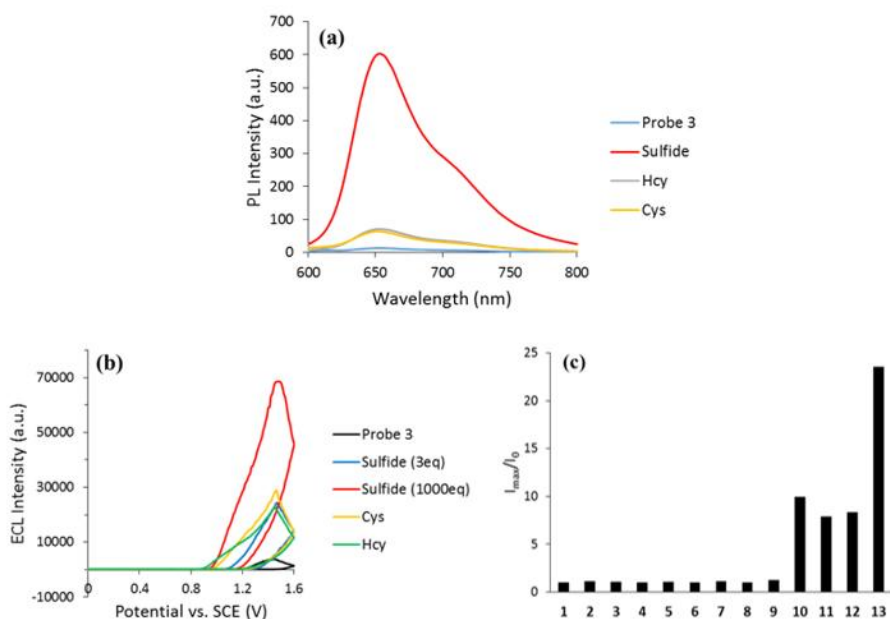 (a)
PL Intensity (a.u.)
700
600
500
400
300
200
100
0
600 650 700 750 800
Wavelength (nm)
Probe 3
Sulfide
Hcy
Cys
(b)
ECL Intensity (a.u.)
70000
50000
30000
10000
-10000
0 0.4 0.8 1.2 1.6
Potential vs. SCE (V)
Probe 3
Sulfide (3eq)
Sulfide (1000eq)
Cys
Hcy
(c)
Imax/I0
25
20
15
10
5
0
1 2 3 4 5 6 7 8 9 10 11 12 13